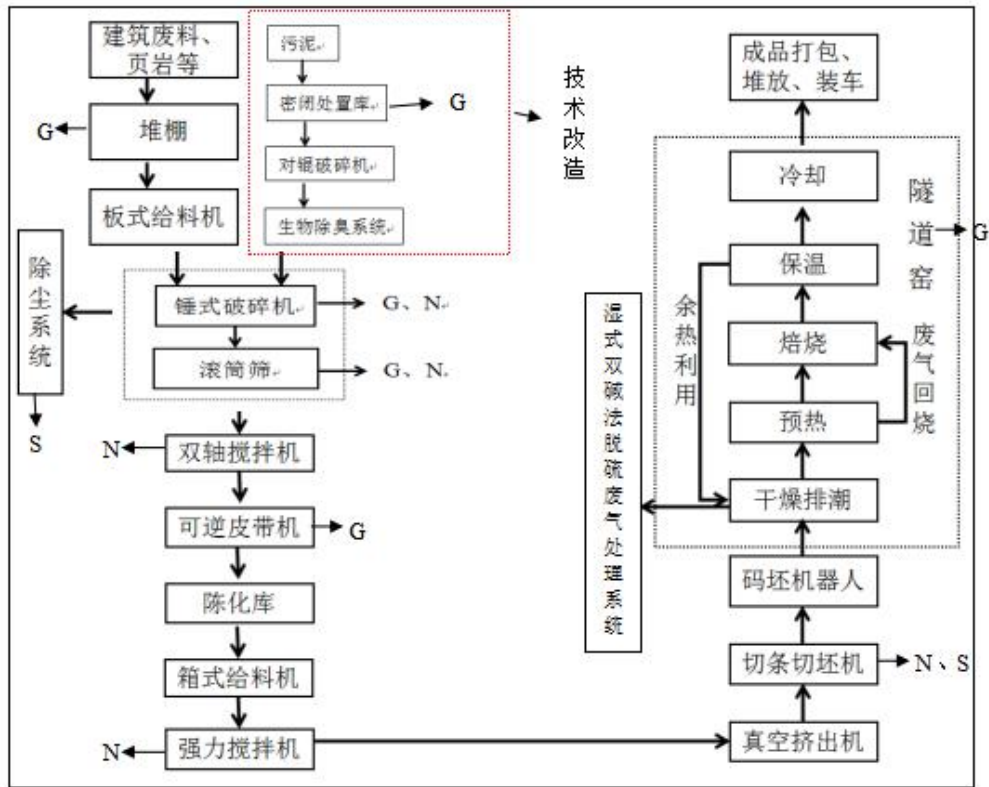 建筑废料、
页岩等
G
堆棚
板式给料机
污泥
密闭处置库
G
对辊破碎机
生物除臭系统
技术改造
除尘系统
S
锤式破碎机
G、N
滚筒筛
G、N
N
双轴搅拌机
可逆皮带机
G
陈化库
箱式给料机
N
强力搅拌机
成品打包、
堆放、装车
冷却
隧道窑
G
保温
余热利用
焙烧
废气回烧
预热
干燥排潮
湿式双碱法脱硫废气处理系统
码坯机器人
切条切坯机
N、S
真空挤出机